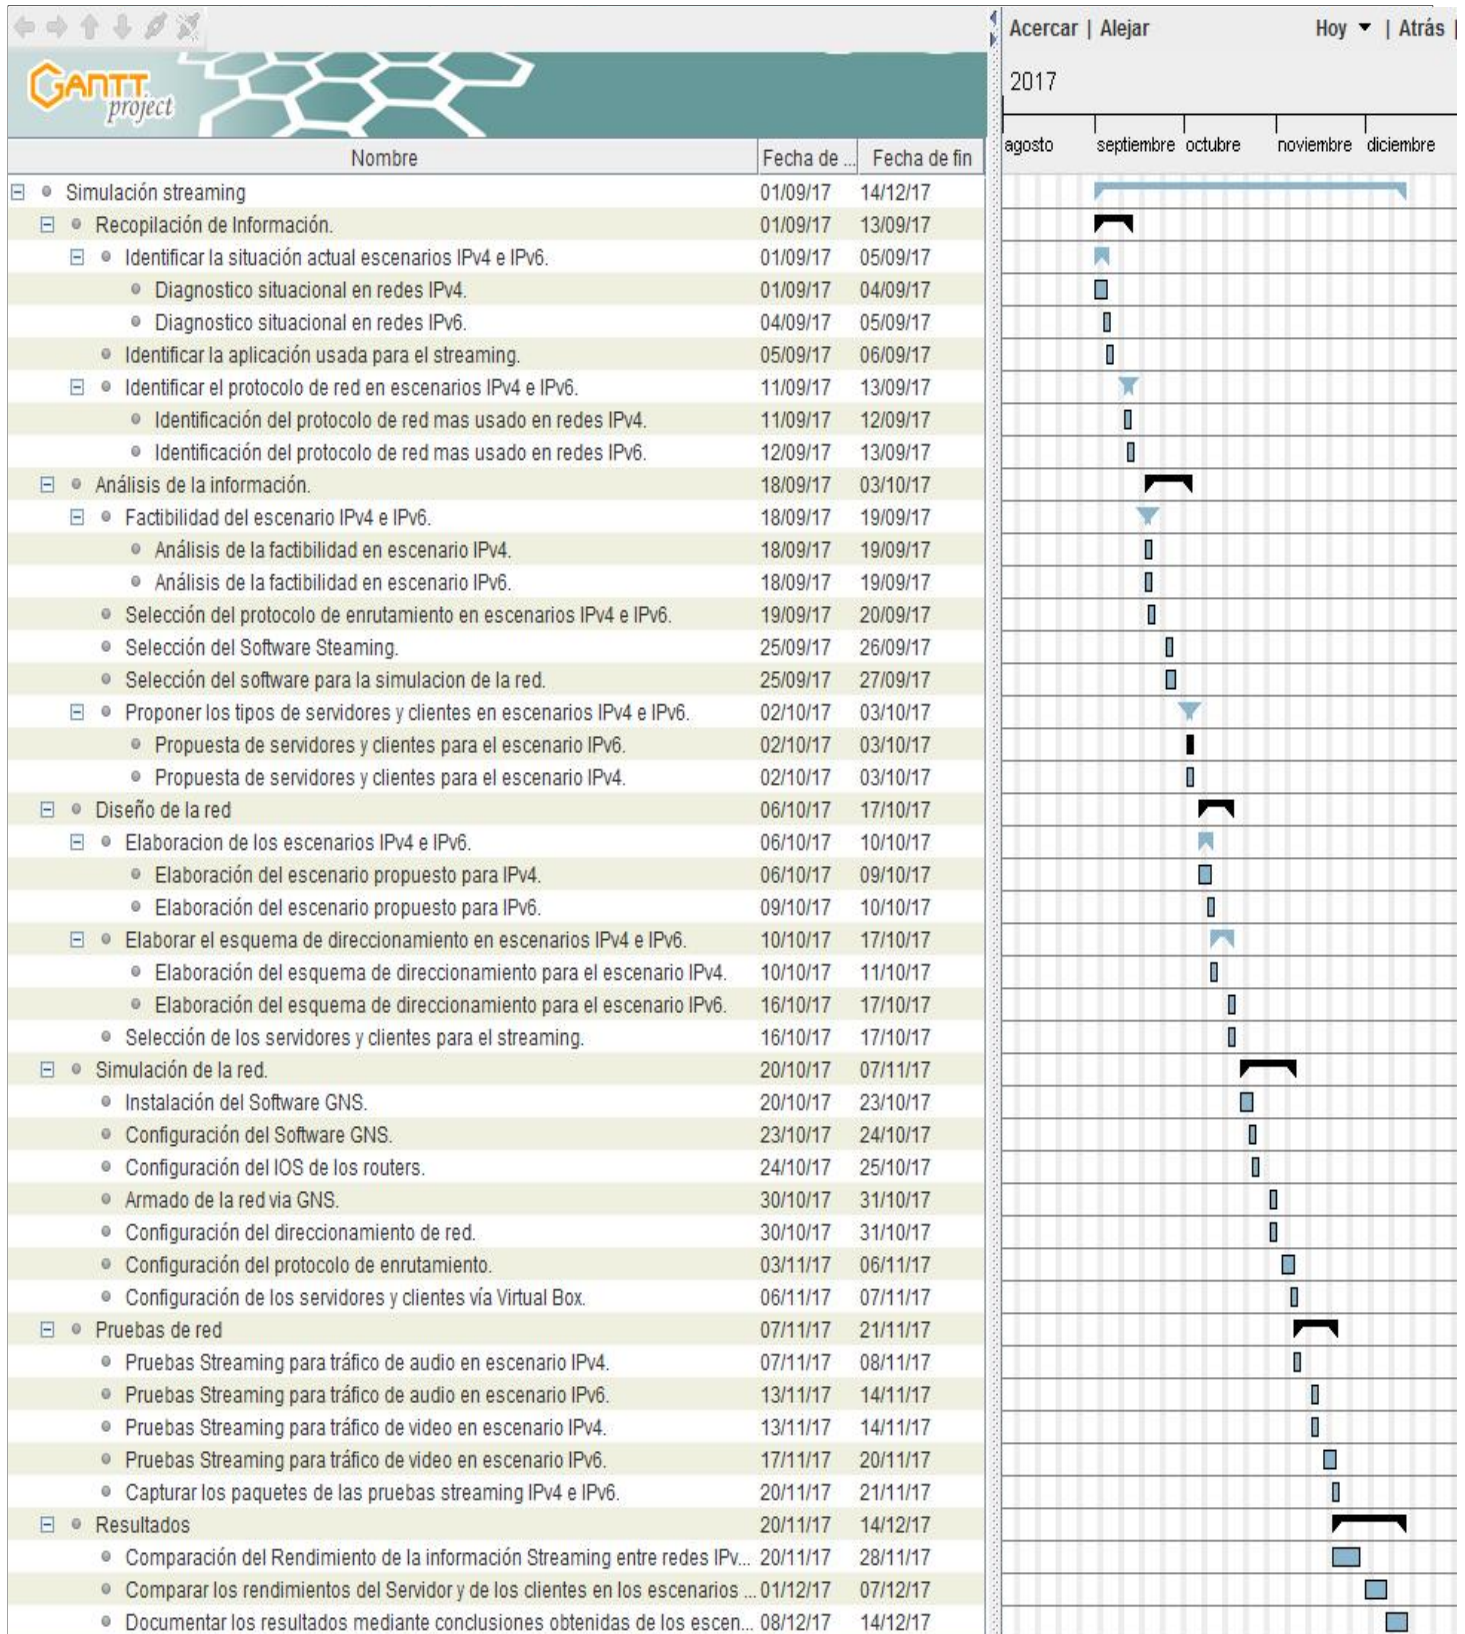 Acercar | Alejar Hoy | Atrás |
GANTT
project
2017
agosto septiembre octubre noviembre diciembre
Nombre Fecha de ... Fecha de fin
Simulación streaming 01/09/17 14/12/17
Recopilación de Información. 01/09/17 13/09/17
Identificar la situación actual escenarios IPv4 e IPv6. 01/09/17 05/09/17
Diagnostico situacional en redes IPv4. 01/09/17 04/09/17
Diagnostico situacional en redes IPv6. 04/09/17 05/09/17
Identificar la aplicación usada para el streaming. 05/09/17 06/09/17
Identificar el protocolo de red en escenarios IPv4 e IPv6. 11/09/17 13/09/17
Identificación del protocolo de red mas usado en redes IPv4. 11/09/17 12/09/17
Identificación del protocolo de red mas usado en redes IPv6. 12/09/17 13/09/17
Análisis de la información. 18/09/17 03/10/17
Factibilidad del escenario IPv4 e IPv6. 18/09/17 19/09/17
Análisis de la factibilidad en escenario IPv4. 18/09/17 19/09/17
Análisis de la factibilidad en escenario IPv6. 18/09/17 19/09/17
Selección del protocolo de enrutamiento en escenarios IPv4 e IPv6. 19/09/17 20/09/17
Selección del Software Steaming. 25/09/17 26/09/17
Selección del software para la simulacion de la red. 25/09/17 27/09/17
Proponer los tipos de servidores y clientes en escenarios IPv4 e IPv6. 02/10/17 03/10/17
Propuesta de servidores y clientes para el escenario IPv6. 02/10/17 03/10/17
Propuesta de servidores y clientes para el escenario IPv4. 02/10/17 03/10/17
Diseño de la red 06/10/17 17/10/17
Elaboracion de los escenarios IPv4 e IPv6. 06/10/17 10/10/17
Elaboración del escenario propuesto para IPv4. 06/10/17 09/10/17
Elaboración del escenario propuesto para IPv6. 09/10/17 10/10/17
Elaborar el esquema de direccionamiento en escenarios IPv4 e IPv6. 10/10/17 17/10/17
Elaboración del esquema de direccionamiento para el escenario IPv4. 10/10/17 11/10/17
Elaboración del esquema de direccionamiento para el escenario IPv6. 16/10/17 17/10/17
Selección de los servidores y clientes para el streaming. 16/10/17 17/10/17
Simulación de la red. 20/10/17 07/11/17
Instalación del Software GNS. 20/10/17 23/10/17
Configuración del Software GNS. 23/10/17 24/10/17
Configuración del IOS de los routers. 24/10/17 25/10/17
Armado de la red via GNS. 30/10/17 31/10/17
Configuración del direccionamiento de red. 30/10/17 31/10/17
Configuración del protocolo de enrutamiento. 03/11/17 06/11/17
Configuración de los servidores y clientes vía Virtual Box. 06/11/17 07/11/17
Pruebas de red 07/11/17 21/11/17
Pruebas Streaming para tráfico de audio en escenario IPv4. 07/11/17 08/11/17
Pruebas Streaming para tráfico de audio en escenario IPv6. 13/11/17 14/11/17
Pruebas Streaming para tráfico de video en escenario IPv4. 13/11/17 14/11/17
Pruebas Streaming para tráfico de video en escenario IPv6. 17/11/17 20/11/17
Capturar los paquetes de las pruebas streaming IPv4 e IPv6. 20/11/17 21/11/17
Resultados 20/11/17 14/12/17
Comparación del Rendimiento de la información Streaming entre redes IPv... 20/11/17 28/11/17
Comparar los rendimientos del Servidor y de los clientes en los escenarios ... 01/12/17 07/12/17
Documentar los resultados mediante conclusiones obtenidas de los escen... 08/12/17 14/12/17